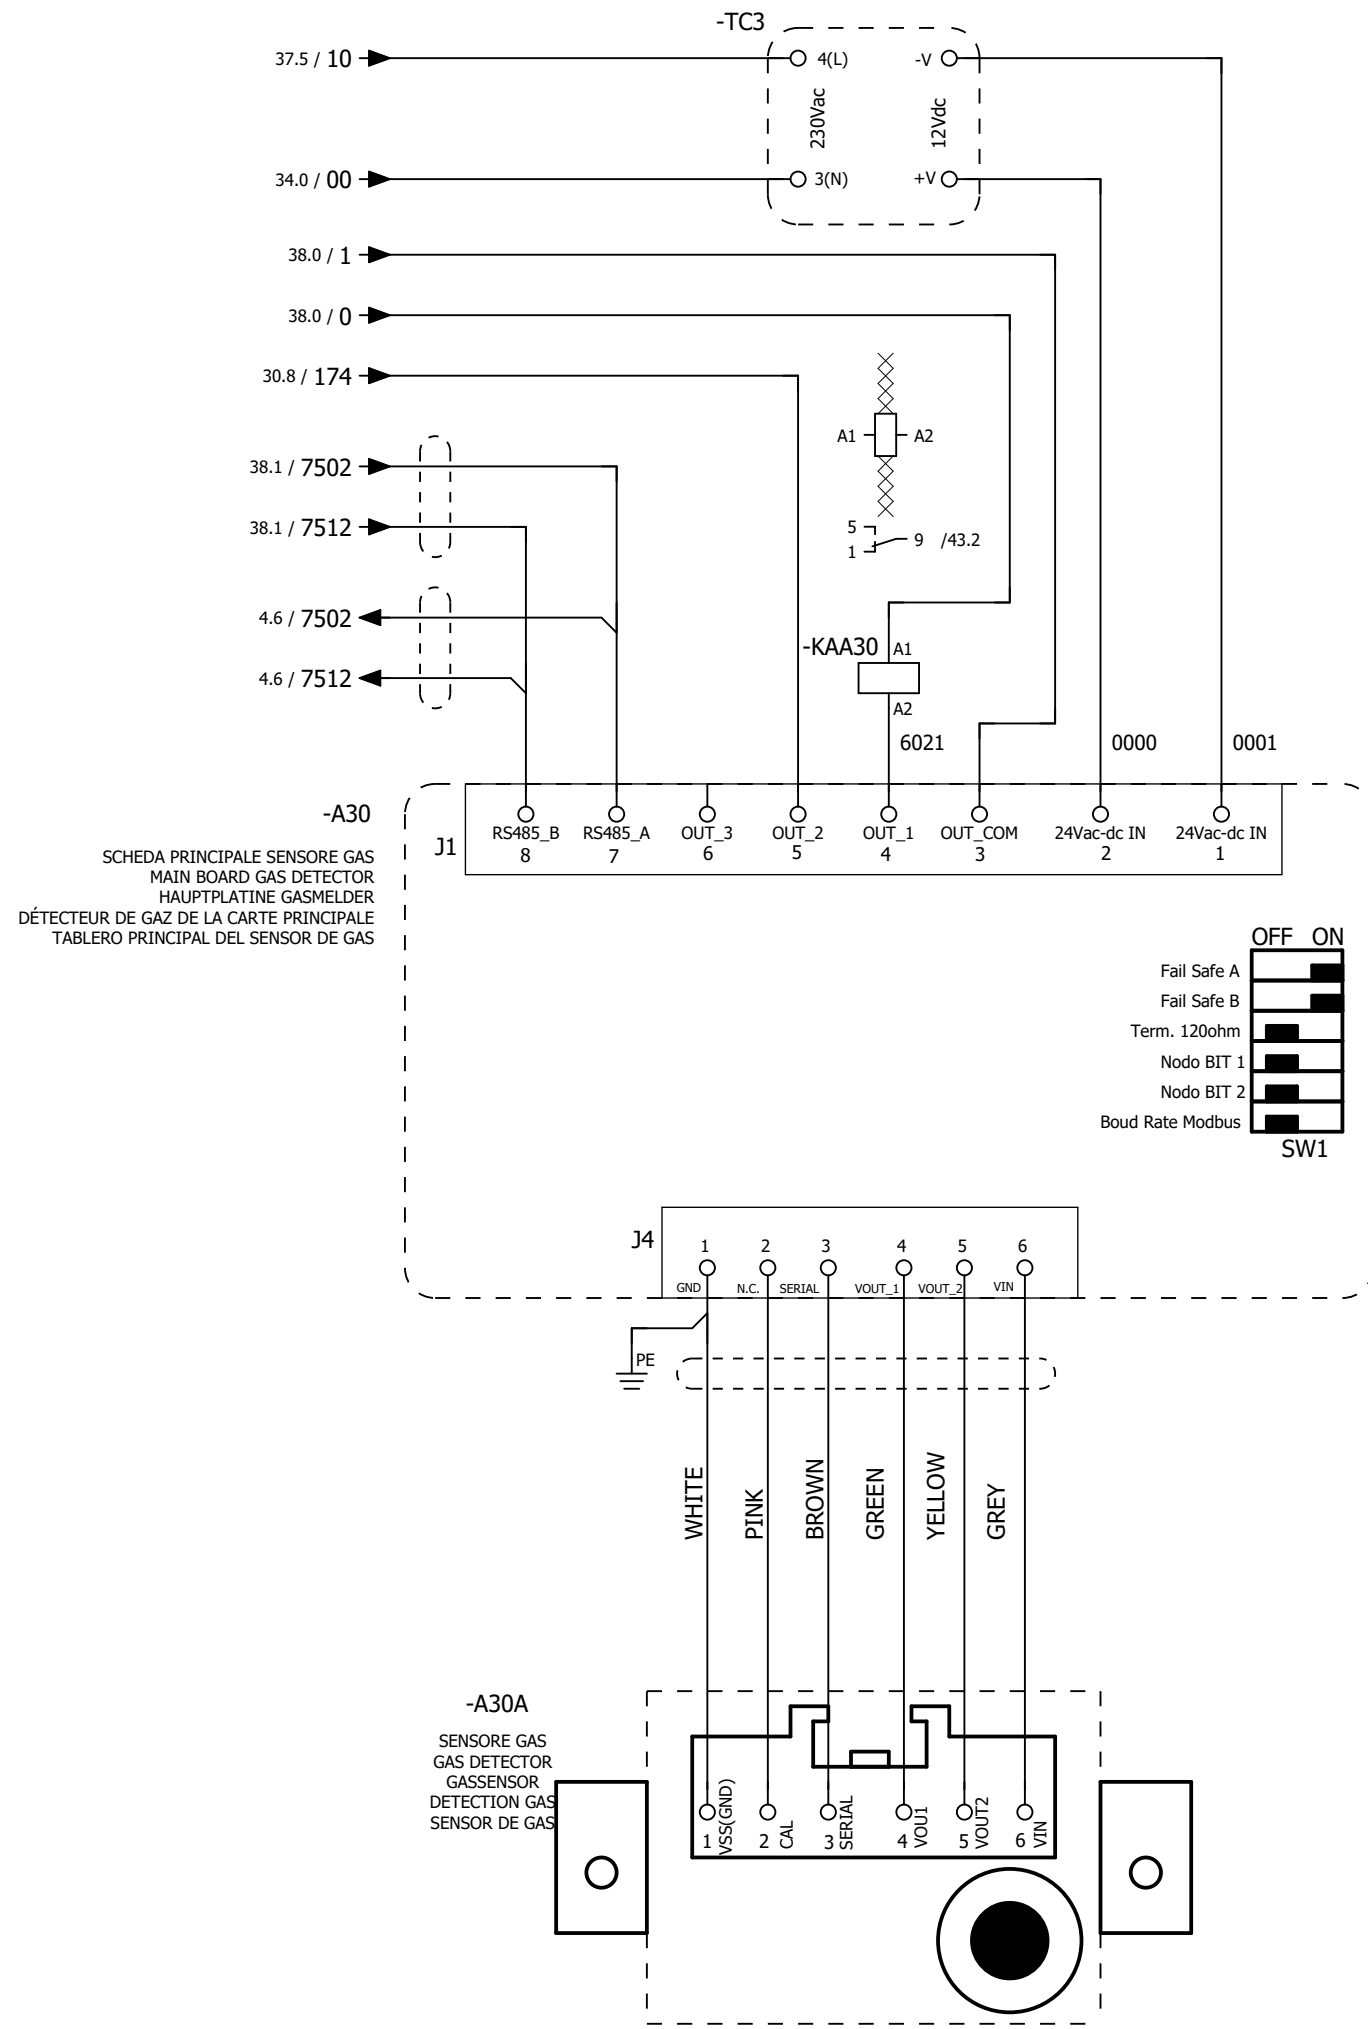 -TC3
37.5 / 10
4(L)
-V
230Vac
12Vdc
34.0 / 00
3(N)
+V
38.0 / 1
38.0 / 0
30.8 / 174
A1
A2
38.1 / 7502
38.1 / 7512
5
1
9 /43.2
4.6 / 7502
4.6 / 7512
-KAA30
A1
A2
6021
0000
0001
-A30
SCHEDA PRINCIPALE SENSORE GAS
MAIN BOARD GAS DETECTOR
HAUPTPLATINE GASMELDER
DÉTECTEUR DE GAZ DE LA CARTE PRINCIPALE
TABLERO PRINCIPAL DEL SENSOR DE GAS
J1
RS485_B RS485_A OUT_3 OUT_2 OUT_1 OUT_COM 24Vac-dc IN 24Vac-dc IN
8 7 6 5 4 3 2 1
OFF ON
Fail Safe A
Fail Safe B
Term. 120ohm
Nodo BIT 1
Nodo BIT 2
Boud Rate Modbus
SW1
J4
1 2 3 4 5 6
GND N.C. SERIAL VOUT_1 VOUT_2 VIN
PE
WHITE
PINK
BROWN
GREEN
YELLOW
GREY
-A30A
SENSORE GAS
GAS DETECTOR
GASSENSOR
DETECTION GAS
SENSOR DE GAS
1 VSS(GND)
2 CAL
3 SERIAL
4 VOU1
5 VOUT2
6 VIN